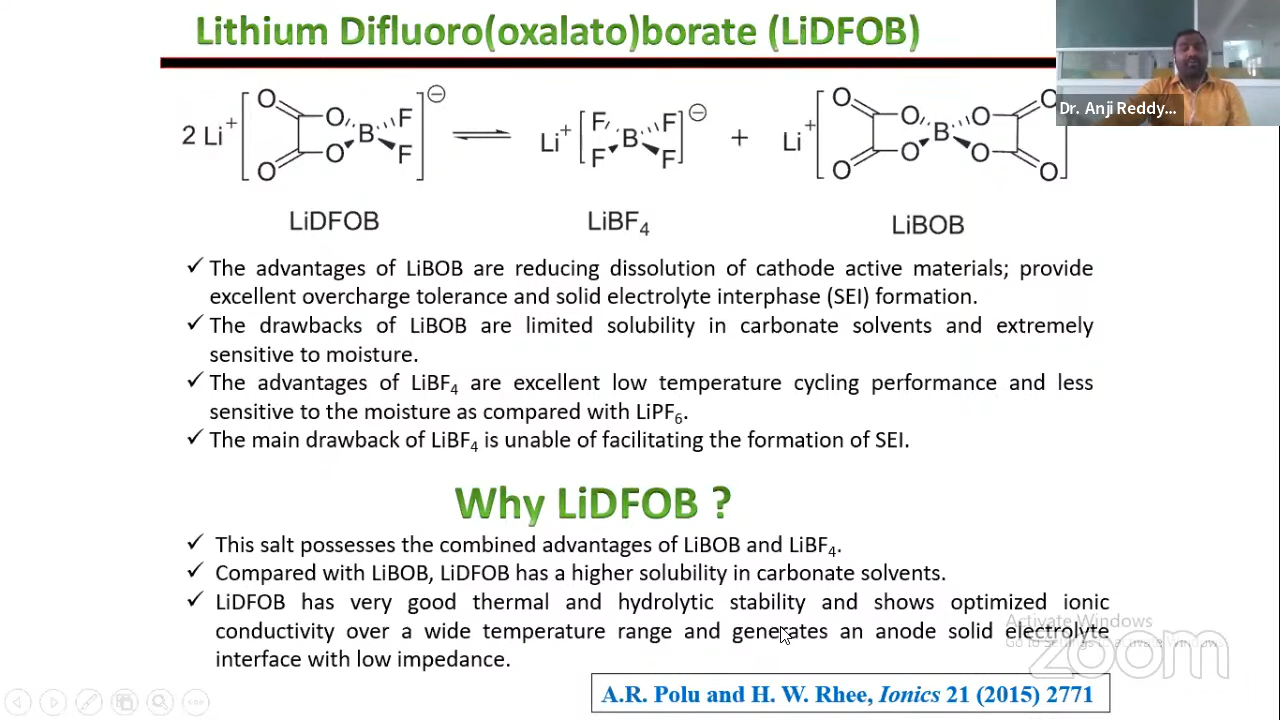 Lithium Difluoro(oxalato)borate (LiDFOB)
Dr. Anji Reddy...
2 Li+ [ O O O O B F F ]⊖ ⇌ Li+ [ F F B F F ]⊖ + Li+ [ O O O O B O O O O ]
LiDFOB LiBF4 LiBOB
✓ The advantages of LiBOB are reducing dissolution of cathode active materials; provide
excellent overcharge tolerance and solid electrolyte interphase (SEI) formation.
✓ The drawbacks of LiBOB are limited solubility in carbonate solvents and extremely
sensitive to moisture.
✓ The advantages of LiBF4 are excellent low temperature cycling performance and less
sensitive to the moisture as compared with LiPF6.
✓ The main drawback of LiBF4 is unable of facilitating the formation of SEI.
Why LiDFOB ?
✓ This salt possesses the combined advantages of LiBOB and LiBF4.
✓ Compared with LiBOB, LiDFOB has a higher solubility in carbonate solvents.
✓ LiDFOB has very good thermal and hydrolytic stability and shows optimized ionic
conductivity over a wide temperature range and generates an anode solid electrolyte
interface with low impedance.
Activate Windows
Go to Settings to activate Windows.
zoom
A.R. Polu and H. W. Rhee, Ionics 21 (2015) 2771